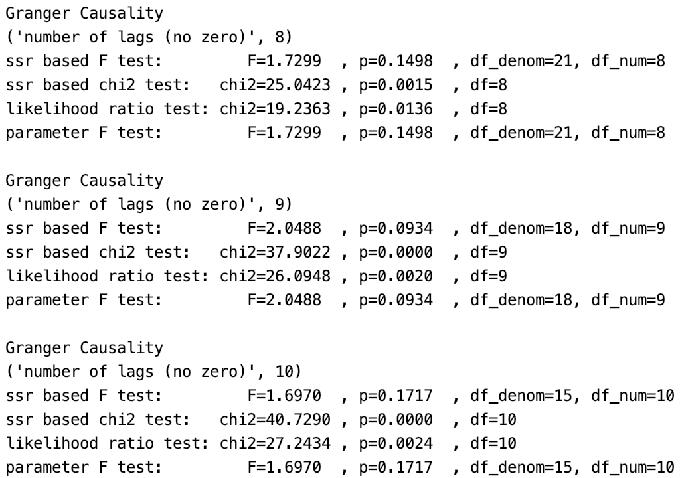 Granger Causality
('number of lags (no zero)', 8)
ssr based F test:         F=1.7299  , p=0.1498  , df_denom=21, df_num=8
ssr based chi2 test:   chi2=25.0423 , p=0.0015  , df=8
likelihood ratio test: chi2=19.2363 , p=0.0136  , df=8
parameter F test:         F=1.7299  , p=0.1498  , df_denom=21, df_num=8
Granger Causality
('number of lags (no zero)', 9)
ssr based F test:         F=2.0488  , p=0.0934  , df_denom=18, df_num=9
ssr based chi2 test:   chi2=37.9022 , p=0.0000  , df=9
likelihood ratio test: chi2=26.0948 , p=0.0020  , df=9
parameter F test:         F=2.0488  , p=0.0934  , df_denom=18, df_num=9
Granger Causality
('number of lags (no zero)', 10)
ssr based F test:         F=1.6970  , p=0.1717  , df_denom=15, df_num=10
ssr based chi2 test:   chi2=40.7290 , p=0.0000  , df=10
likelihood ratio test: chi2=27.2434 , p=0.0024  , df=10
parameter F test:         F=1.6970  , p=0.1717  , df_denom=15, df_num=10